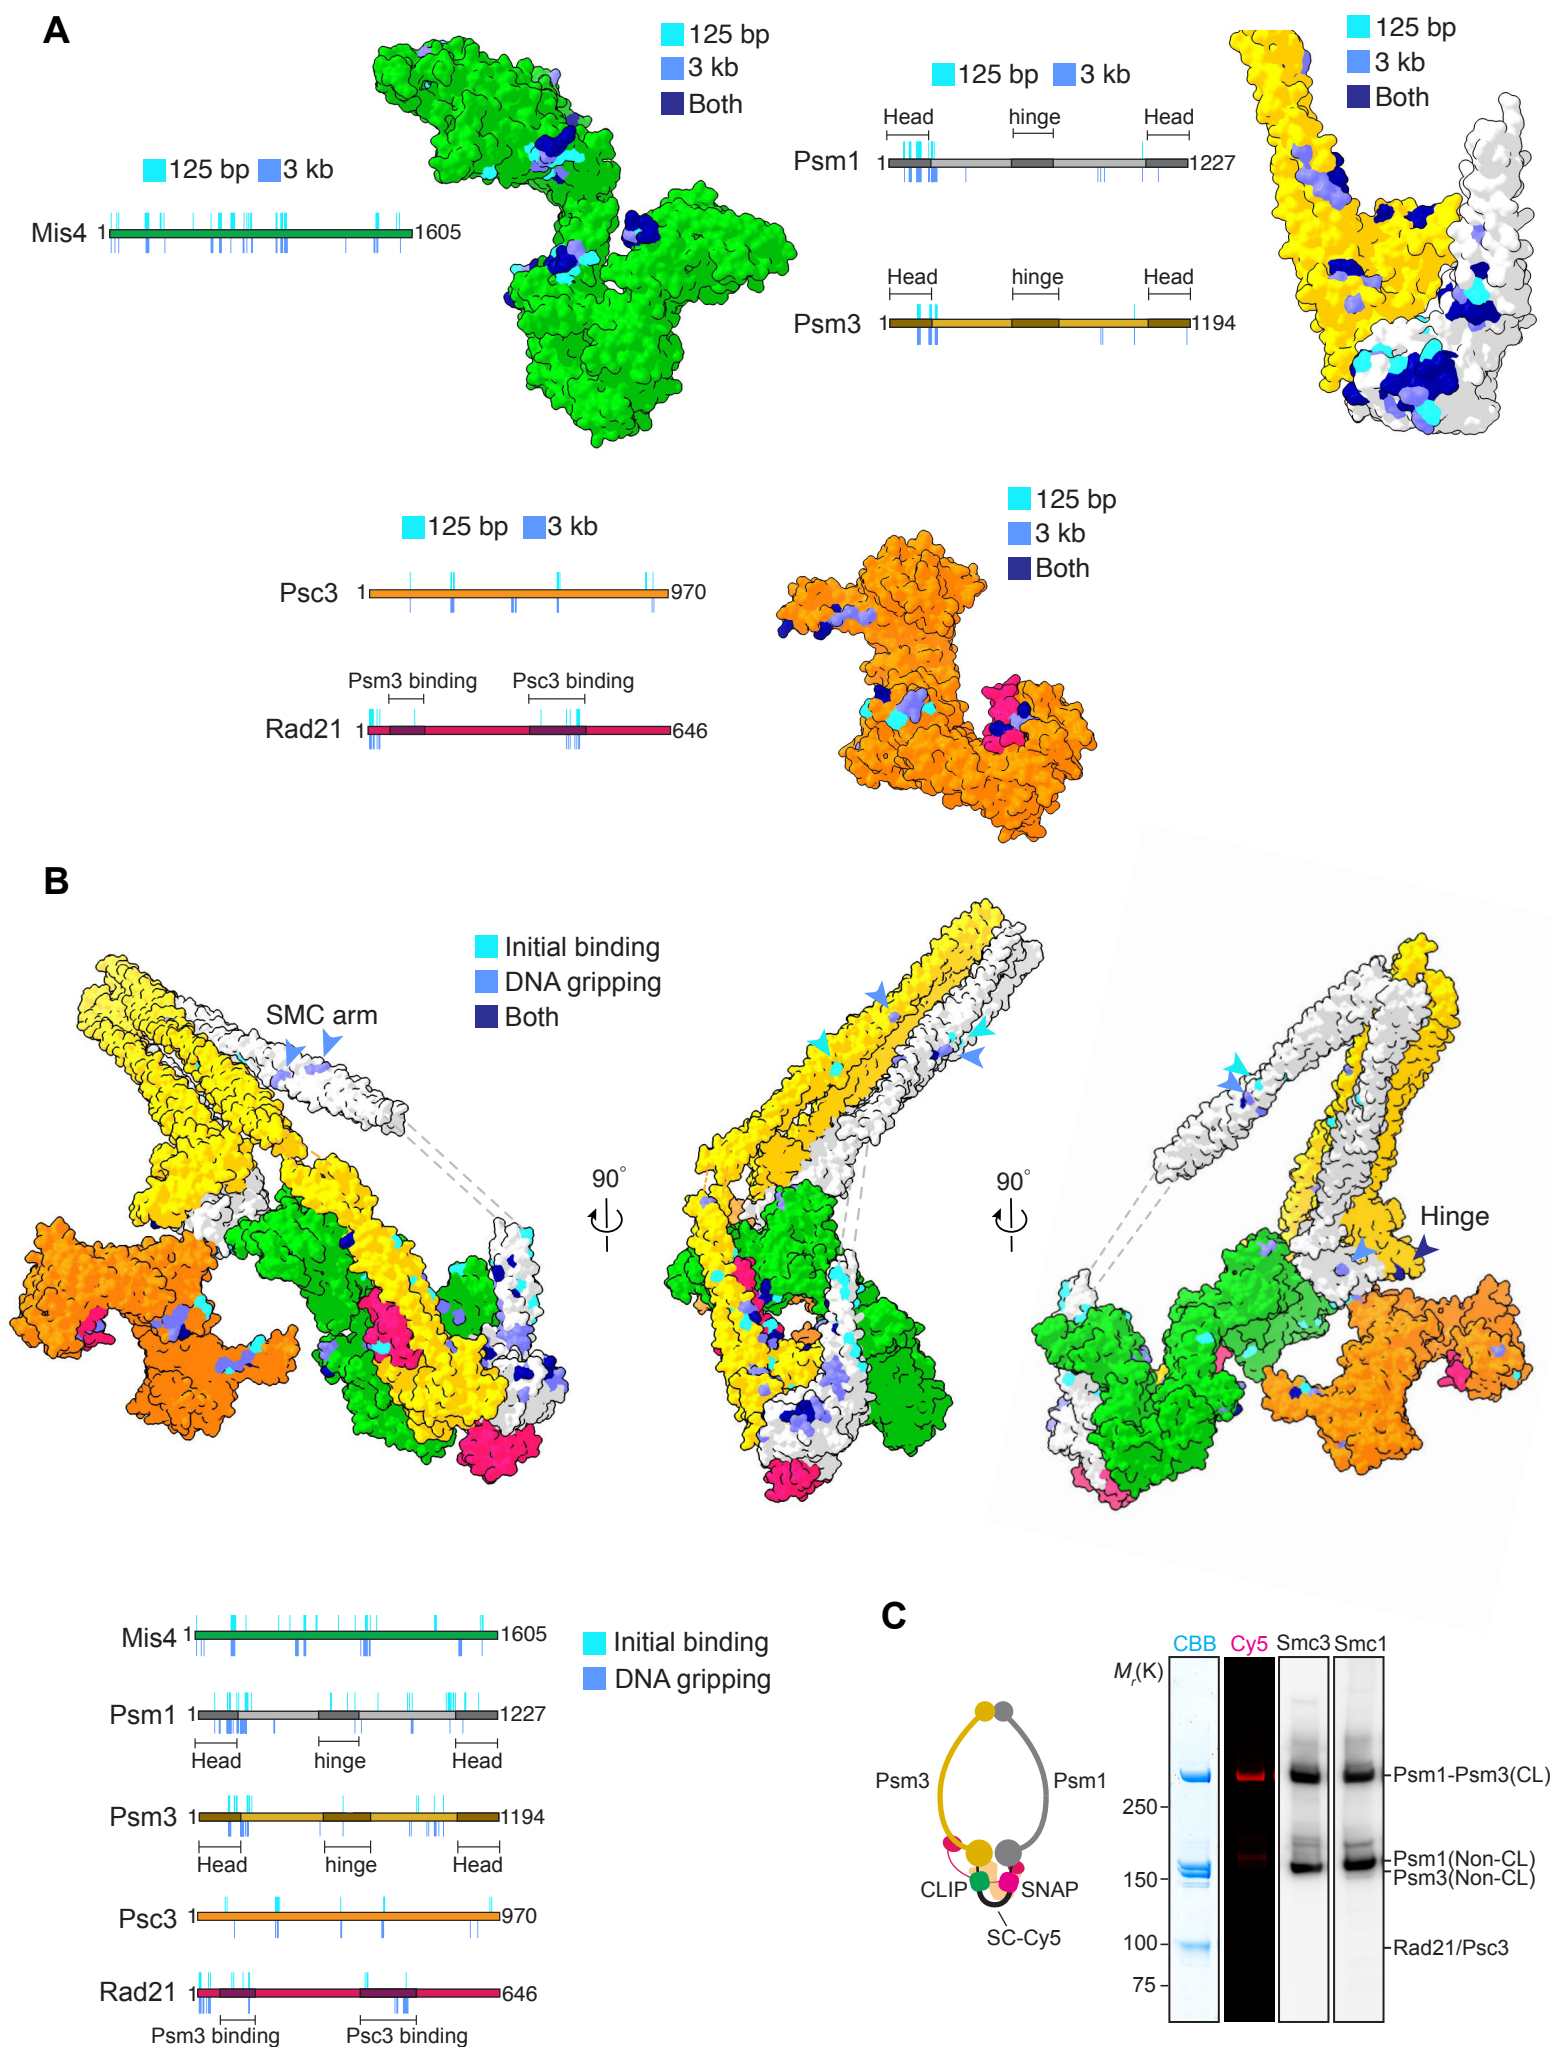 A
125 bp
3 kb
Both
125 bp 3 kb
Mis4 1 1605
125 bp 3 kb
Head hinge Head
Psm1 1 1227
Head hinge Head
Psm3 1 1194
125 bp
3 kb
Both
125 bp 3 kb
Psc3 1 970
Psm3 binding Psc3 binding
Rad21 1 646
125 bp
3 kb
Both
B
Initial binding
DNA gripping
Both
SMC arm
90°
90°
Hinge
Mis4 1 1605
Initial binding
DNA gripping
Psm1 1 1227
Head hinge Head
Psm3 1 1194
Head hinge Head
Psc3 1 970
Rad21 1 646
Psm3 binding Psc3 binding
C
Psm3 Psm1
CLIP SNAP
SC-Cy5
CBB Cy5 Smc3 Smc1
Mr(K)
250
150
100
75
Psm1-Psm3(CL)
Psm1(Non-CL)
Psm3(Non-CL)
Rad21/Psc3